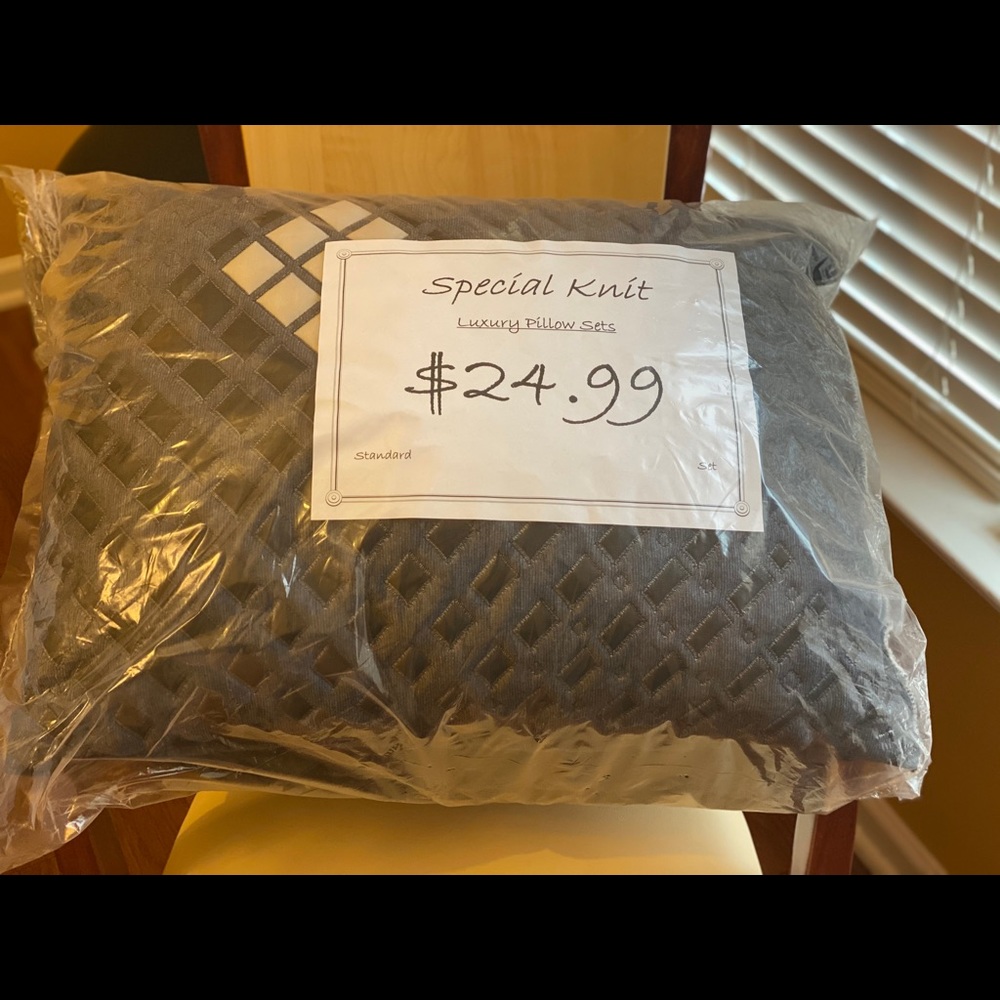 Special Knit
Luxury Pillow Sets
$24.99
Standard Set